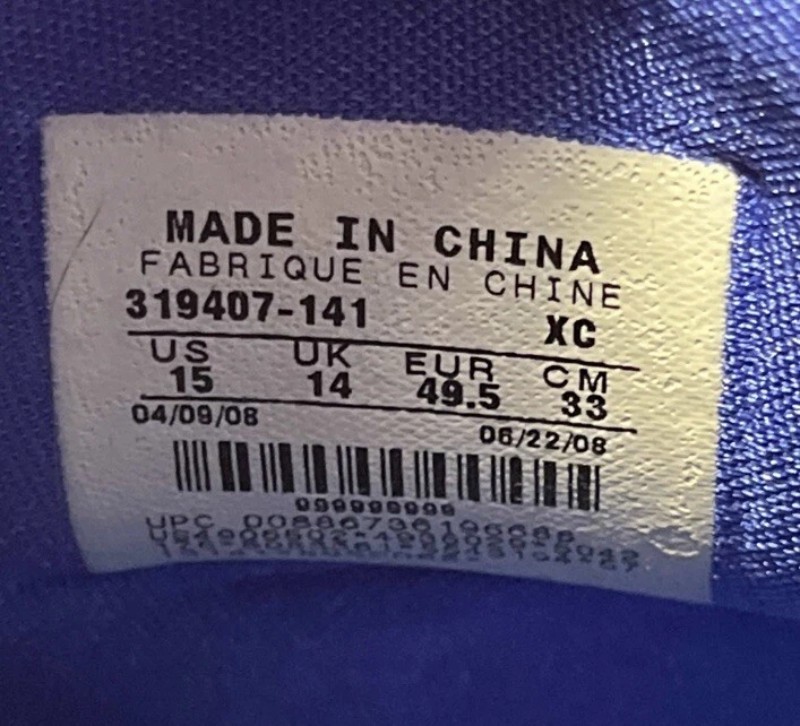 MADE IN CHINA
FABRIQUE EN CHINE
319407-141 XC
US UK EUR CM
15 14 49.5 33
04/09/08 06/22/08
UPC